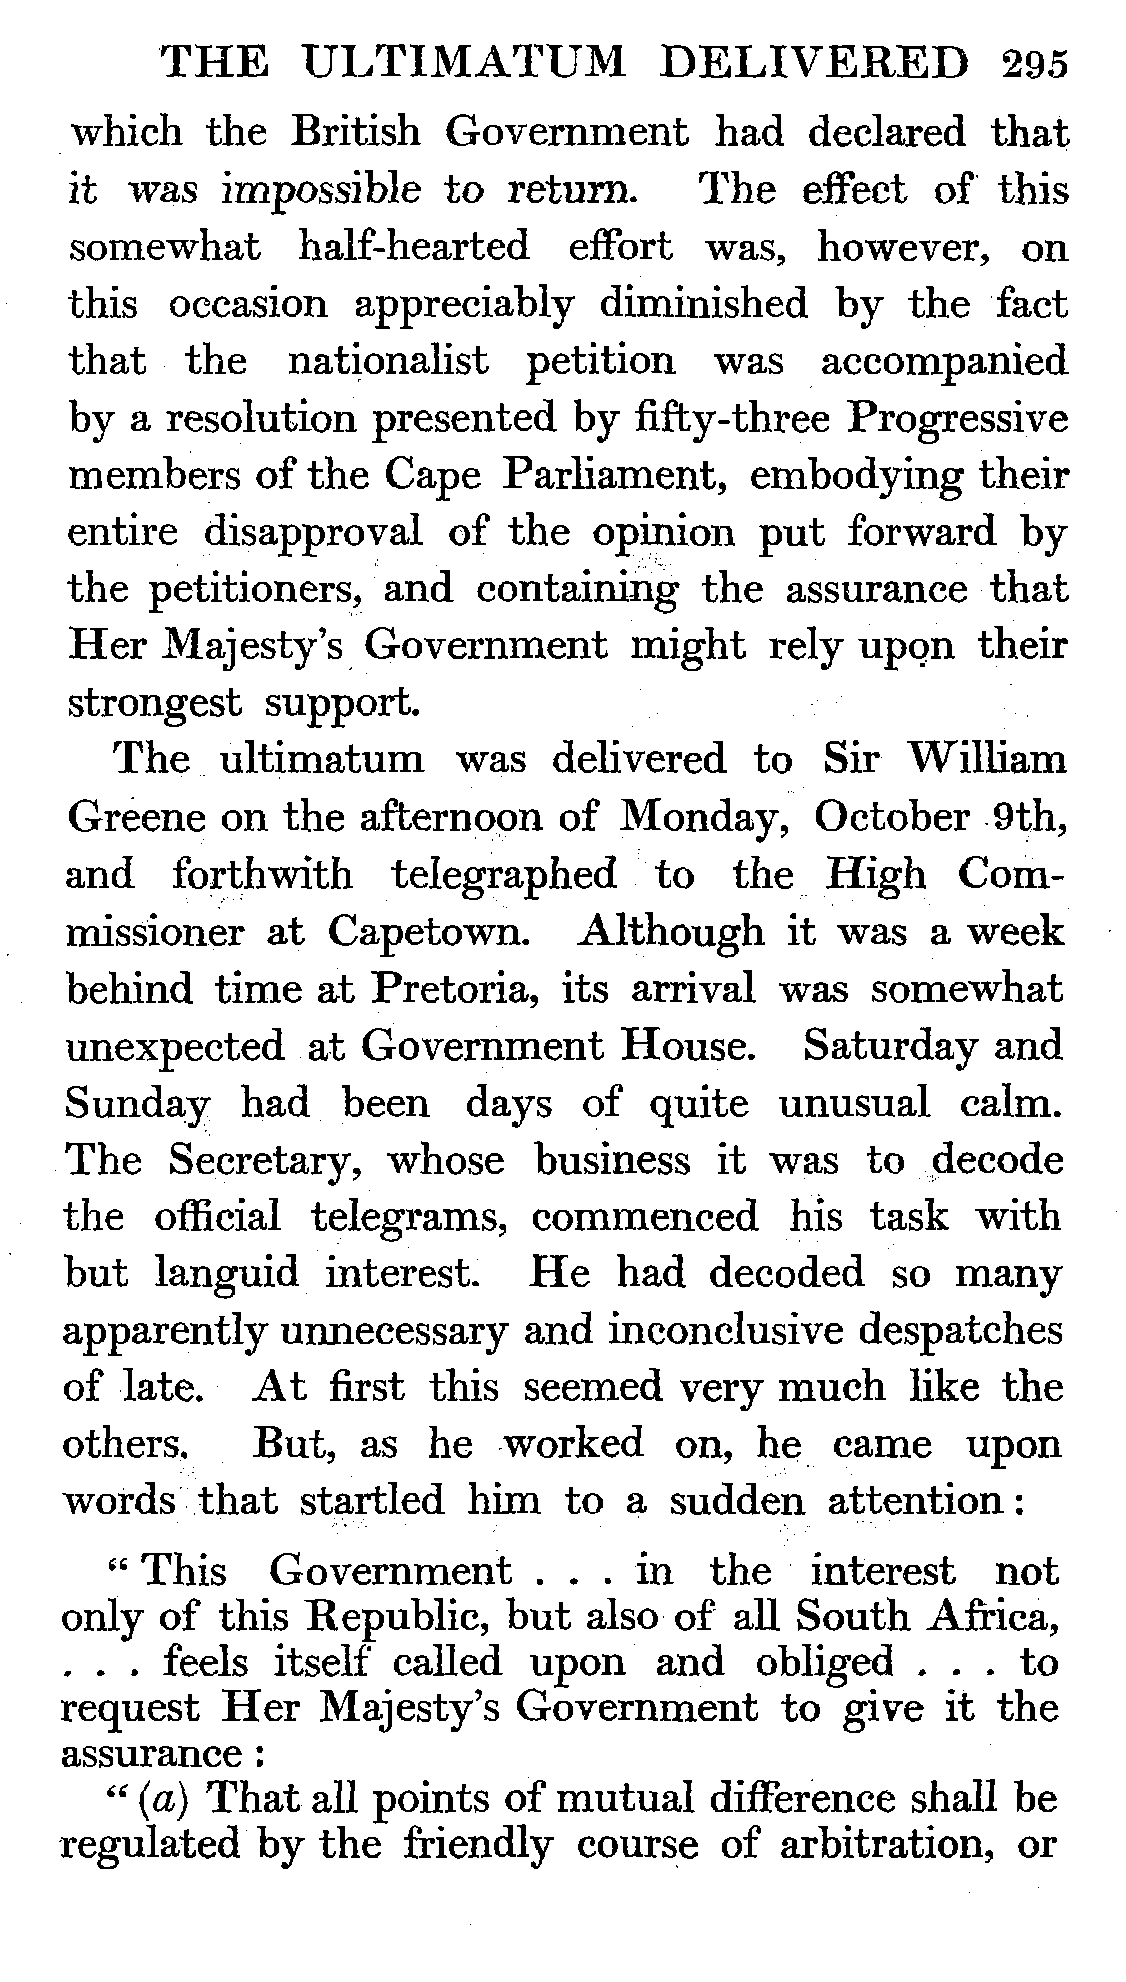 THE ULTIMATUM DELIVERED 295
which the British Government had declared that
it was impossible to return. The effect of this
somewhat half-hearted effort was, however, on
this occasion appreciably diminished by the fact
that the nationalist petition was accompanied
by a resolution presented by fifty-three Progressive
members of the Cape Parliament, embodying their
entire disapproval of the opinion put forward by
the petitioners, and containing the assurance that
Her Majesty's Government might rely upon their
strongest support.
The ultimatum was delivered to Sir William
Greene on the afternoon of Monday, October 9th,
and forthwith telegraphed to the High Com-
missioner at Capetown. Although it was a week
behind time at Pretoria, its arrival was somewhat
unexpected at Government House. Saturday and
Sunday had been days of quite unusual calm.
The Secretary, whose business it was to decode
the official telegrams, commenced his task with
but languid interest. He had decoded so many
apparently unnecessary and inconclusive despatches
of late. At first this seemed very much like the
others. But, as he worked on, he came upon
words that startled him to a sudden attention:
"This Government . . . in the interest not
only of this Republic, but also of all South Africa,
. . . feels itself called upon and obliged . . . to
request Her Majesty's Government to give it the
assurance:
"(a) That all points of mutual difference shall be
regulated by the friendly course of arbitration, or